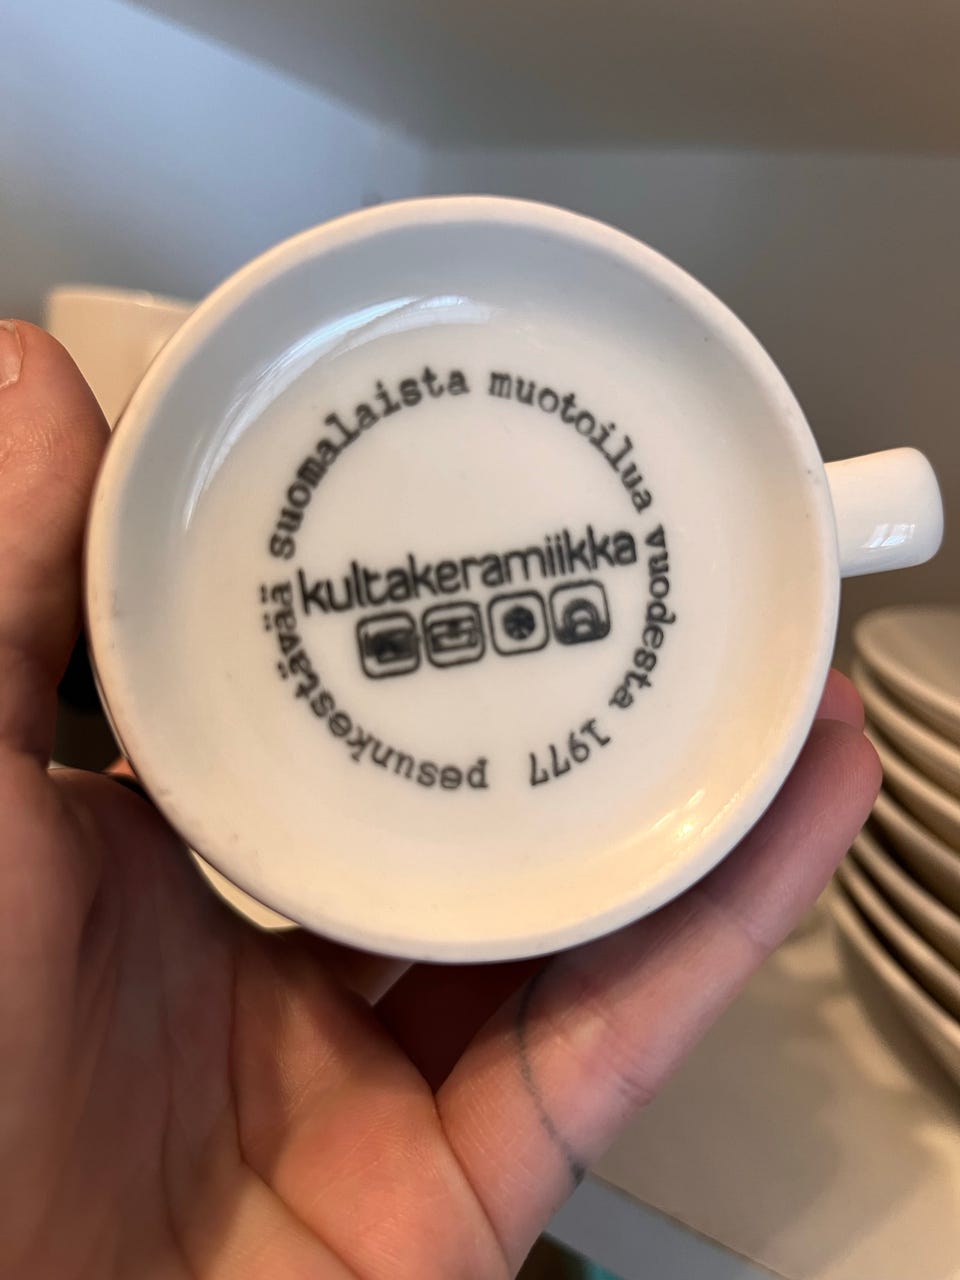 suomalaista muotoilua vuodesta 1977
pesunkestävää
kultakeramiikka